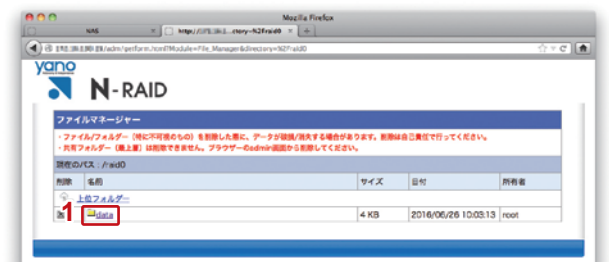 Mozilla Firefox
NAS
yano
N-RAID
ファイルマネージャー
・ファイル/フォルダー（特に不可視のもの）を削除した際に、データが破損/消失する場合があります。削除は自己責任で行ってください。
・共有フォルダー（最上層）は削除できません。ブラウザーのadmin画面から削除してください。
現在のパス : /raid0
削除 名前 サイズ 日付 所有者
上位フォルダー
1 data 4 KB 2016/06/26 10:03:13 root